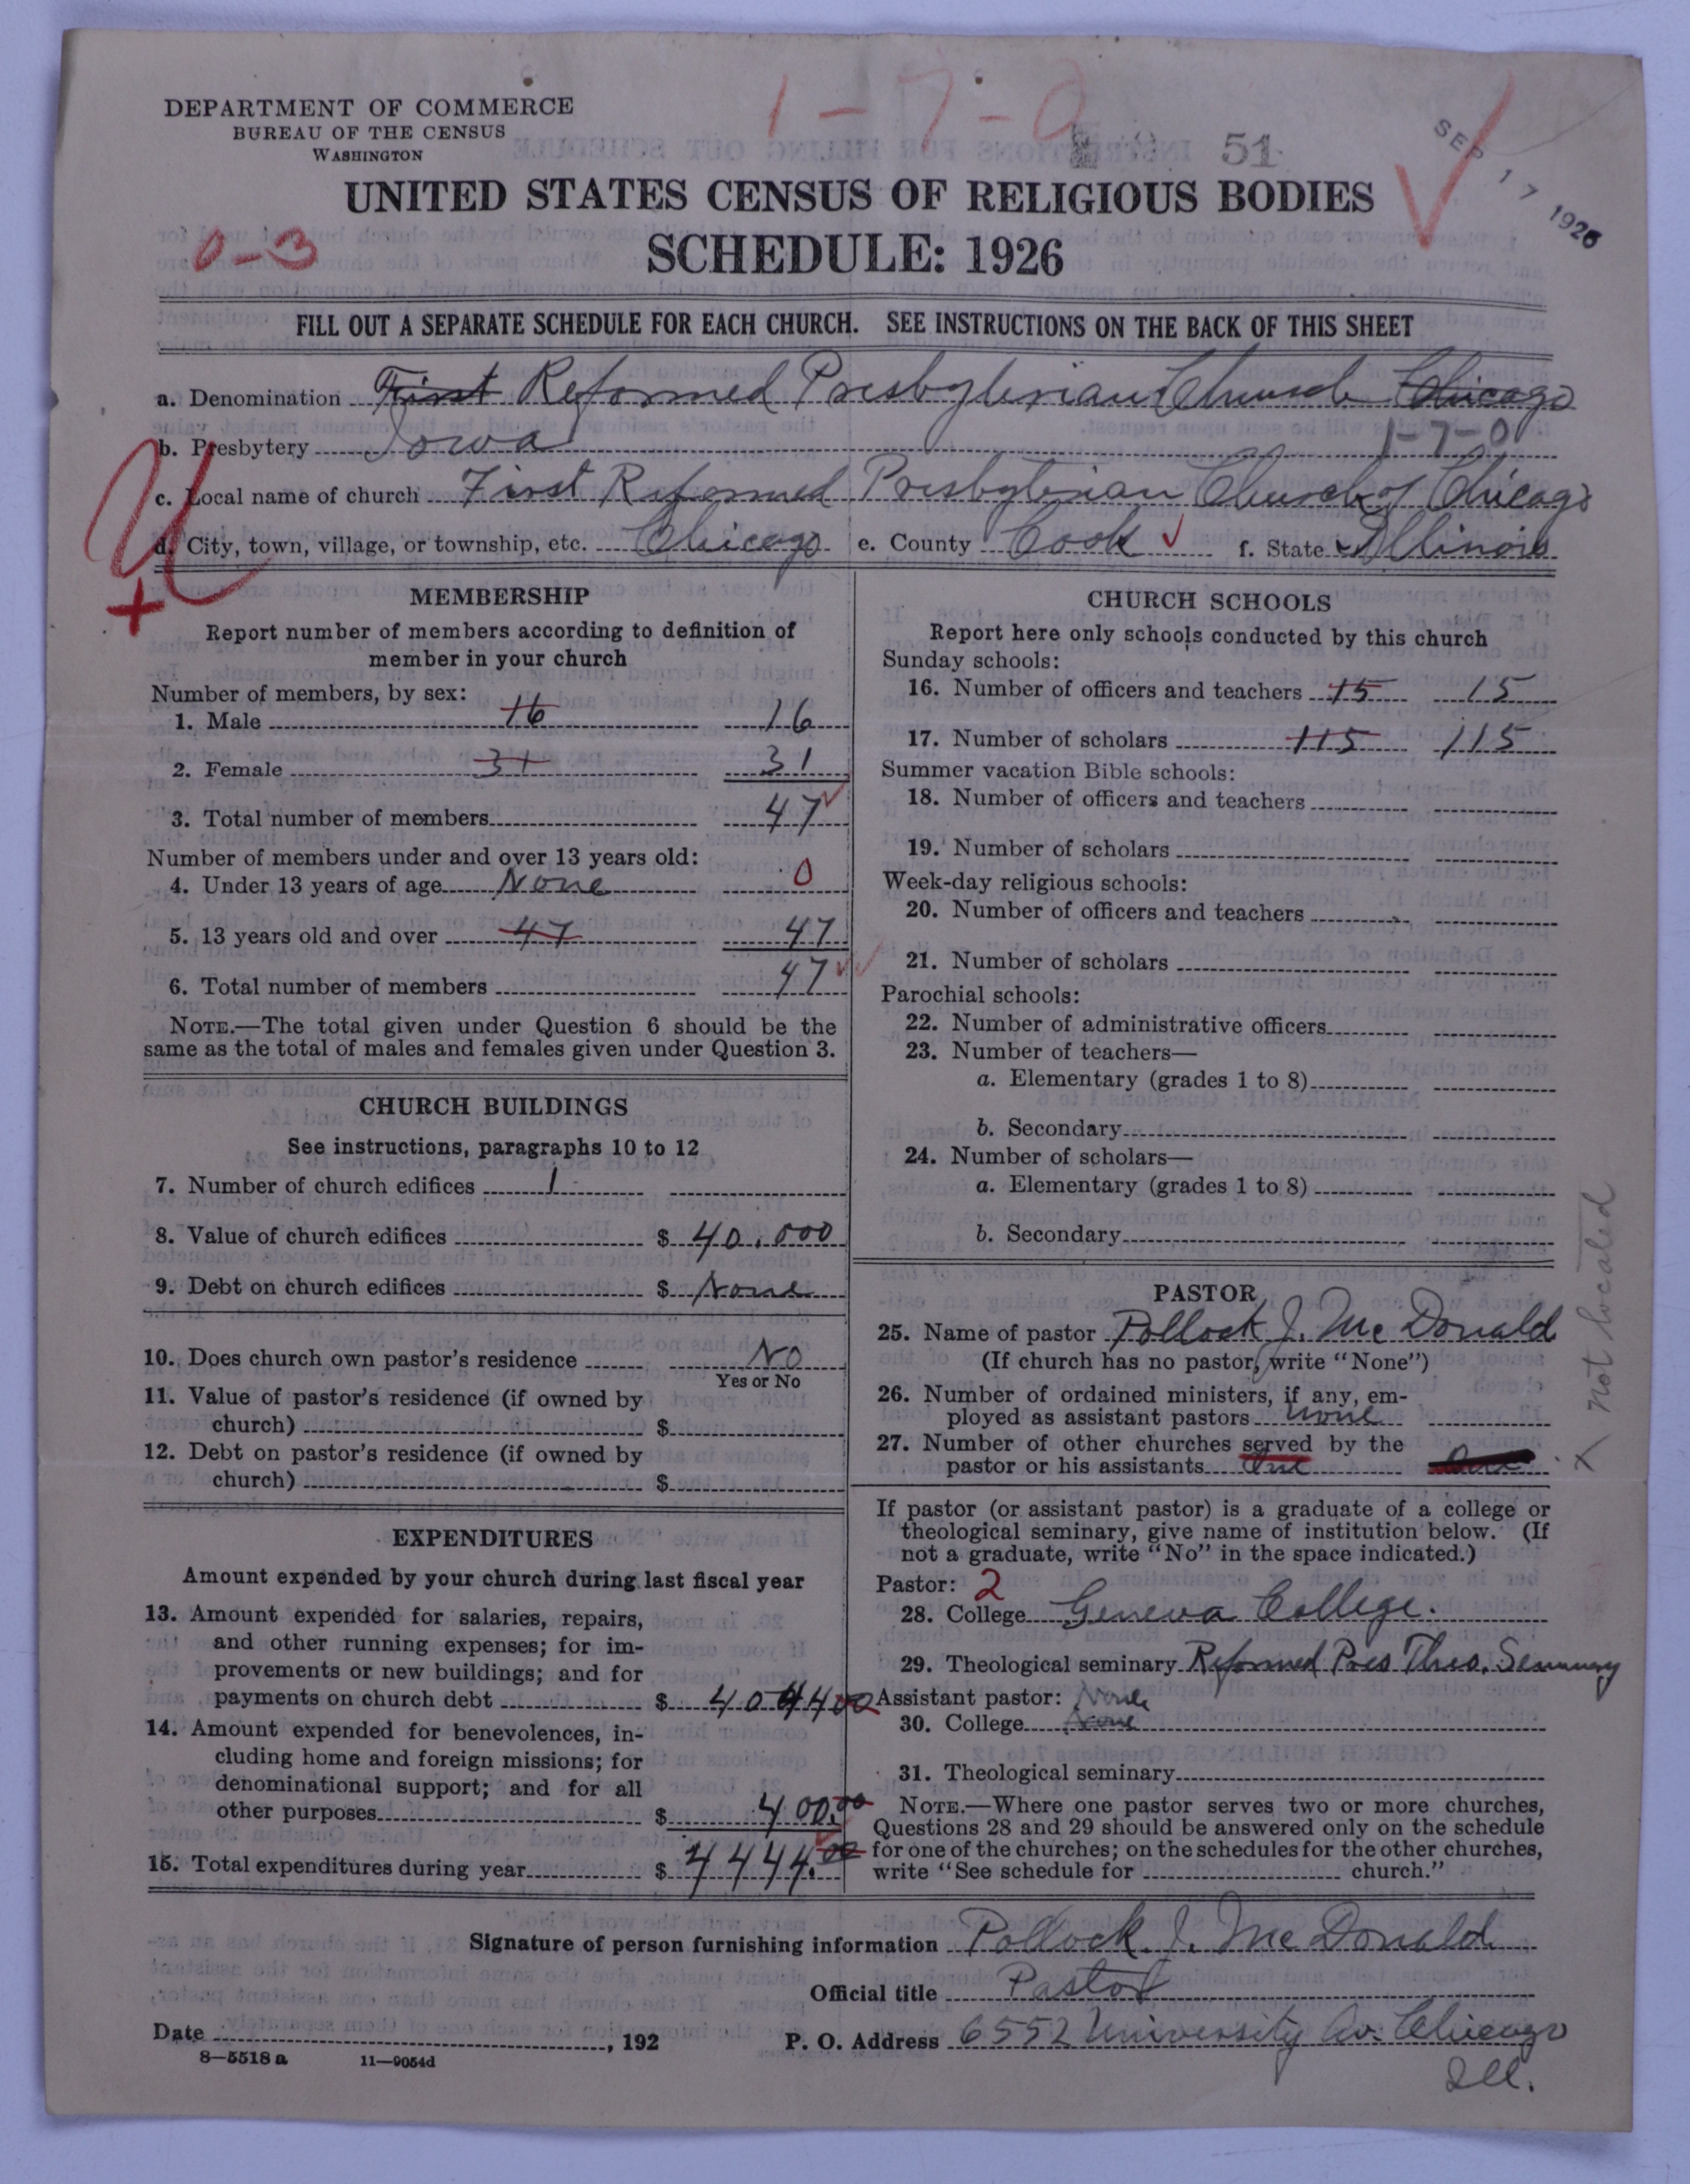 DEPARTMENT OF COMMERCE
BUREAU OF THE CENSUS
WASHINGTON
1-7-0
51
SEP 17 1926
UNITED STATES CENSUS OF RELIGIOUS BODIES
0-3
SCHEDULE: 1926
FILL OUT A SEPARATE SCHEDULE FOR EACH CHURCH. SEE INSTRUCTIONS ON THE BACK OF THIS SHEET
a. Denomination First Reformed Presbyterian Church Chicago
b. Presbytery Iowa 1-7-0
c. Local name of church First Reformed Presbyterian Church of Chicago
d. City, town, village, or township, etc. Chicago e. County Cook f. State Illinois
MEMBERSHIP
Report number of members according to definition of
member in your church
Number of members, by sex:
1. Male 16 16
2. Female 31 31
3. Total number of members 47
Number of members under and over 13 years old:
4. Under 13 years of age None 0
5. 13 years old and over 47 47
6. Total number of members 47
NOTE.—The total given under Question 6 should be the
same as the total of males and females given under Question 3.
CHURCH BUILDINGS
See instructions, paragraphs 10 to 12
7. Number of church edifices 1
8. Value of church edifices $ 40,000
9. Debt on church edifices $ None
10. Does church own pastor's residence No
Yes or No
11. Value of pastor's residence (if owned by
church) $
12. Debt on pastor's residence (if owned by
church) $
EXPENDITURES
Amount expended by your church during last fiscal year
13. Amount expended for salaries, repairs,
and other running expenses; for im-
provements or new buildings; and for
payments on church debt $ 4044 00
14. Amount expended for benevolences, in-
cluding home and foreign missions; for
denominational support; and for all
other purposes $ 400.00
15. Total expenditures during year $ 4444.00
CHURCH SCHOOLS
Report here only schools conducted by this church
Sunday schools:
16. Number of officers and teachers 15 15
17. Number of scholars 115 115
Summer vacation Bible schools:
18. Number of officers and teachers
19. Number of scholars
Week-day religious schools:
20. Number of officers and teachers
21. Number of scholars
Parochial schools:
22. Number of administrative officers
23. Number of teachers—
a. Elementary (grades 1 to 8)
b. Secondary
24. Number of scholars—
a. Elementary (grades 1 to 8)
b. Secondary
PASTOR
25. Name of pastor Pollock J. McDonald
(If church has no pastor, write "None")
26. Number of ordained ministers, if any, em-
ployed as assistant pastors none
27. Number of other churches served by the
pastor or his assistants One One
x not located
If pastor (or assistant pastor) is a graduate of a college or
theological seminary, give name of institution below. (If
not a graduate, write "No" in the space indicated.)
Pastor: 2
28. College Geneva College.
29. Theological seminary Reformed Pres Theo. Seminary
Assistant pastor: None
30. College None
31. Theological seminary
NOTE.—Where one pastor serves two or more churches,
Questions 28 and 29 should be answered only on the schedule
for one of the churches; on the schedules for the other churches,
write "See schedule for church."
Signature of person furnishing information Pollock J. McDonald
Official title Pastor
Date , 192 P. O. Address 6552 University Av. Chicago
Ill.
8—5518 a 11—9054d